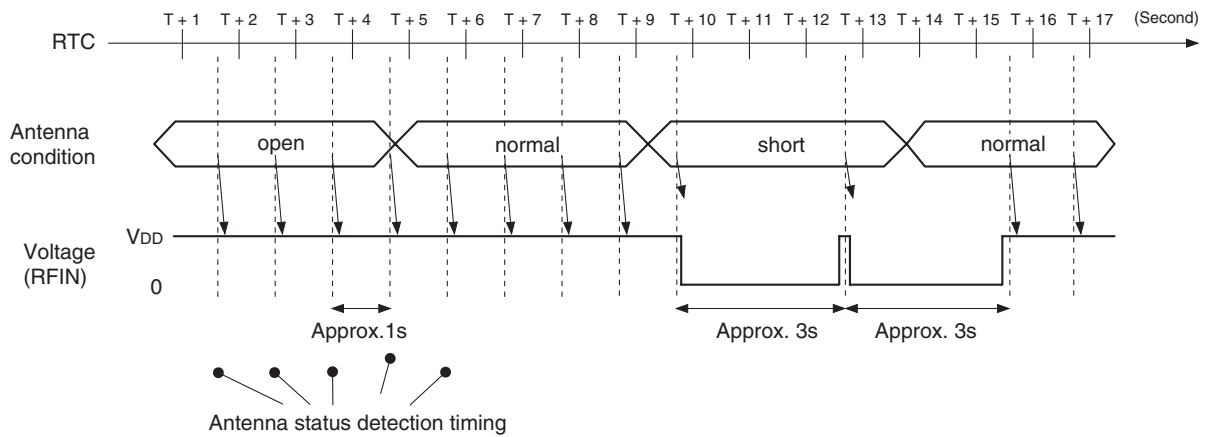 T + 1 T + 2 T + 3 T + 4 T + 5 T + 6 T + 7 T + 8 T + 9 T + 10 T + 11 T + 12 T + 13 T + 14 T + 15 T + 16 T + 17 (Second)
RTC
Antenna
condition
open normal short normal
Voltage
(RFIN)
VDD
0
Approx.1s Approx. 3s Approx. 3s
Antenna status detection timing